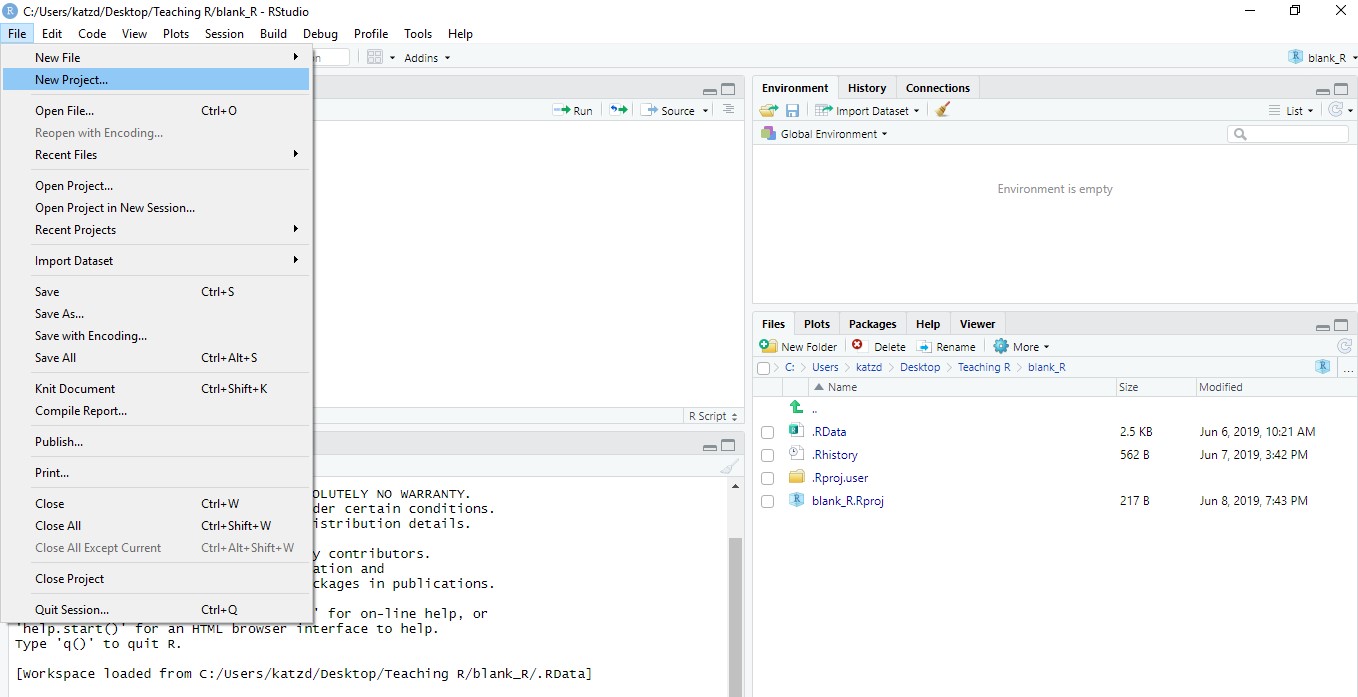 C:/Users/katzd/Desktop/Teaching R/blank_R - RStudio
File Edit Code View Plots Session Build Debug Profile Tools Help
Addins
blank_R
New File
New Project...
Open File... Ctrl+O
Reopen with Encoding...
Recent Files
Open Project...
Open Project in New Session...
Recent Projects
Import Dataset
Save Ctrl+S
Save As...
Save with Encoding...
Save All Ctrl+Alt+S
Knit Document Ctrl+Shift+K
Compile Report...
Publish...
Print...
Close Ctrl+W
Close All Ctrl+Shift+W
Close All Except Current Ctrl+Alt+Shift+W
Close Project
Quit Session... Ctrl+Q
Run Source
R Script
OLUTELY NO WARRANTY.
der certain conditions.
istribution details.
y contributors.
ation and
ckages in publications.
' for on-line help, or
'help.start()' for an HTML browser interface to help.
Type 'q()' to quit R.
[Workspace loaded from C:/Users/katzd/Desktop/Teaching R/blank_R/.RData]
Environment History Connections
Import Dataset List
Global Environment
Environment is empty
Files Plots Packages Help Viewer
New Folder Delete Rename More
C: Users katzd Desktop Teaching R blank_R ...
Name Size Modified
..
.RData 2.5 KB Jun 6, 2019, 10:21 AM
.Rhistory 562 B Jun 7, 2019, 3:42 PM
.Rproj.user
blank_R.Rproj 217 B Jun 8, 2019, 7:43 PM